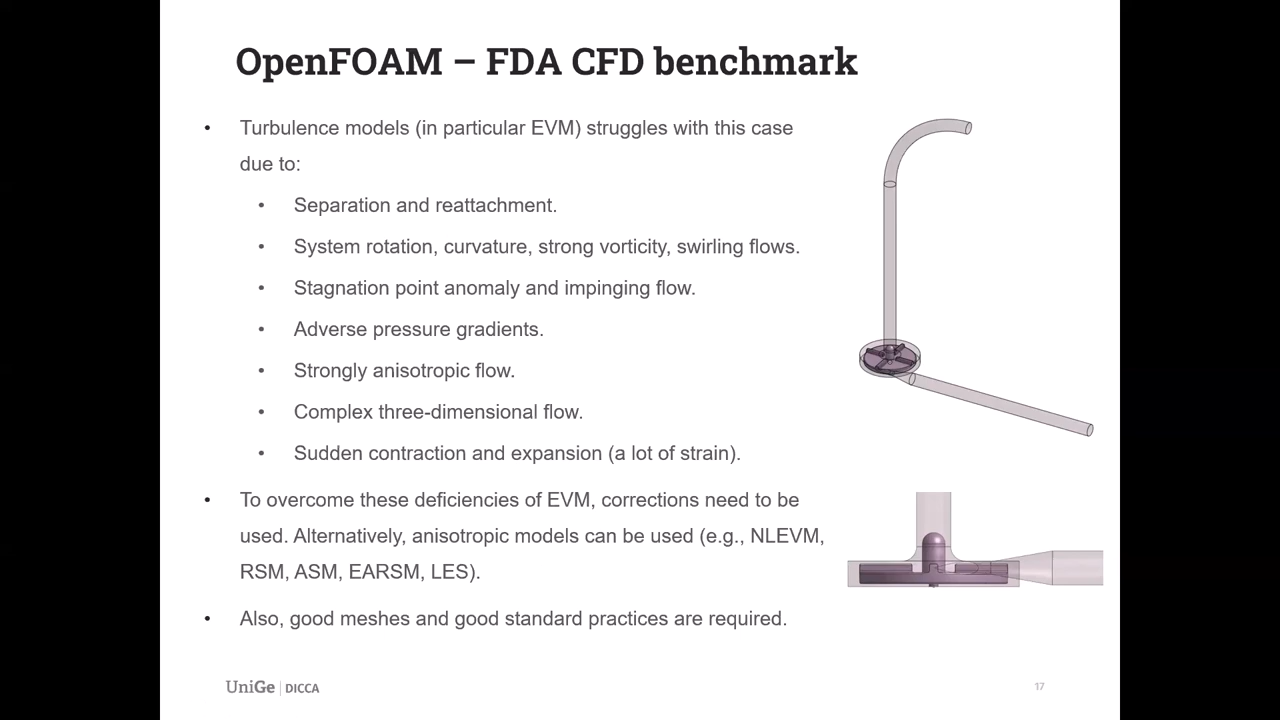 OpenFOAM – FDA CFD benchmark
• Turbulence models (in particular EVM) struggles with this case
due to:
• Separation and reattachment.
• System rotation, curvature, strong vorticity, swirling flows.
• Stagnation point anomaly and impinging flow.
• Adverse pressure gradients.
• Strongly anisotropic flow.
• Complex three-dimensional flow.
• Sudden contraction and expansion (a lot of strain).
• To overcome these deficiencies of EVM, corrections need to be
used. Alternatively, anisotropic models can be used (e.g., NLEVM,
RSM, ASM, EARSM, LES).
• Also, good meshes and good standard practices are required.
UniGe | DICCA
17